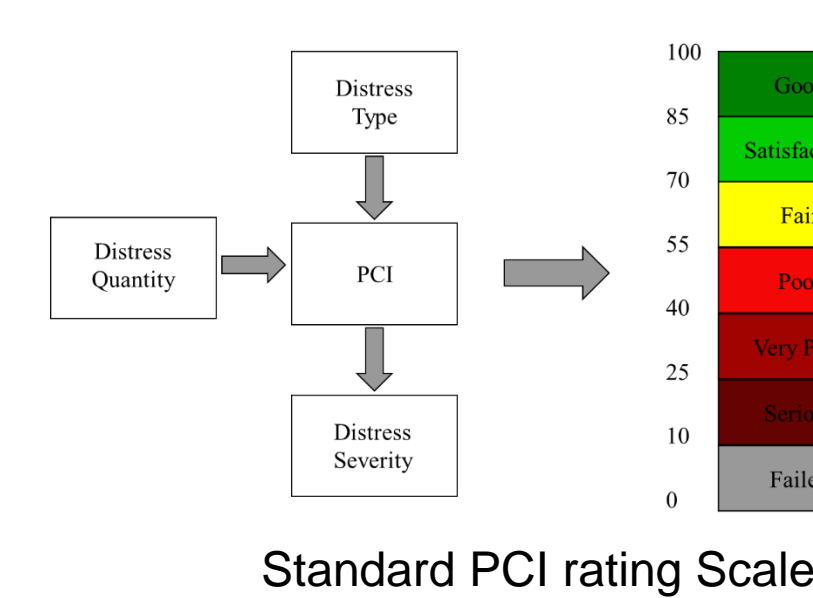 Distress
Type
Distress
Quantity
PCI
Distress
Severity
100
85
70
55
40
25
10
0
Goo
Satisfac
Fair
Poo
Very P
Serio
Faile
Standard PCI rating Scale